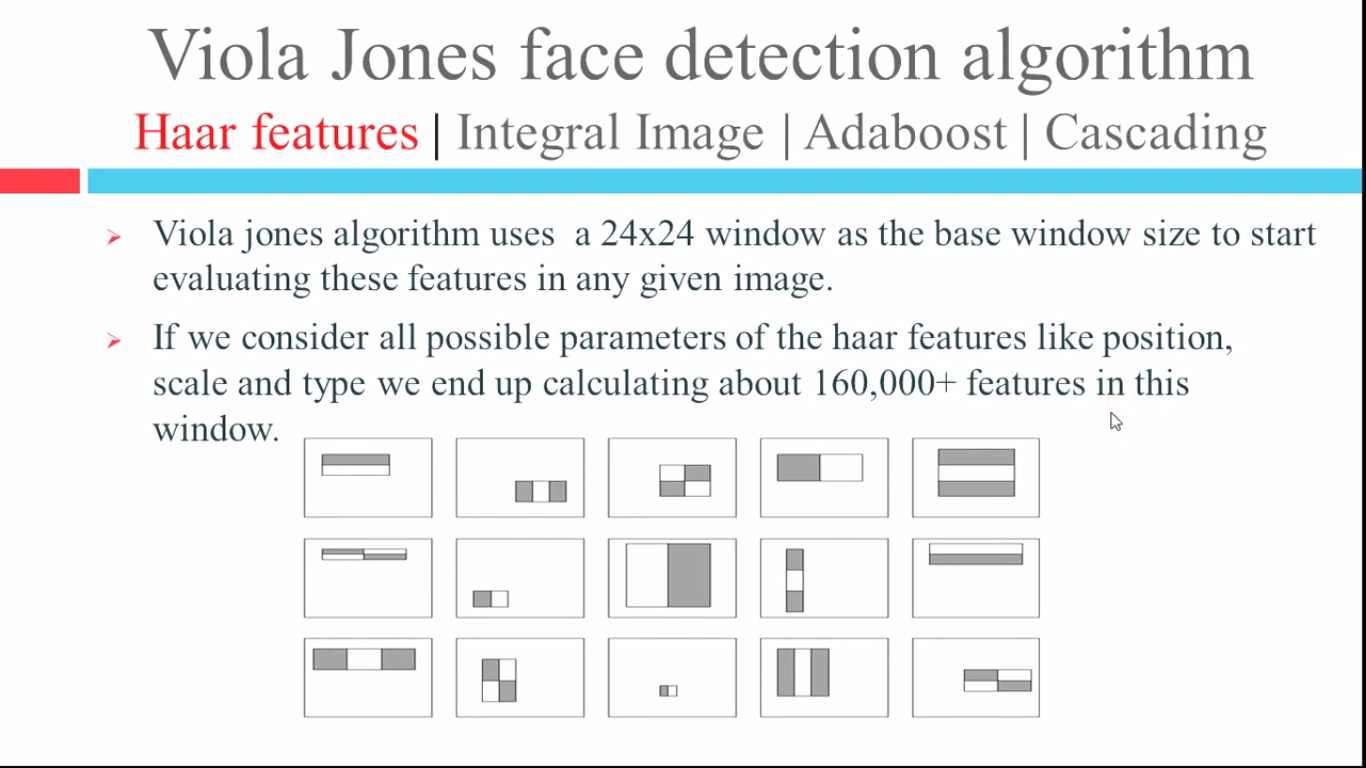 Viola Jones face detection algorithm
Haar features | Integral Image | Adaboost | Cascading
Viola jones algorithm uses a 24x24 window as the base window size to start
evaluating these features in any given image.
If we consider all possible parameters of the haar features like position,
scale and type we end up calculating about 160,000+ features in this
window.